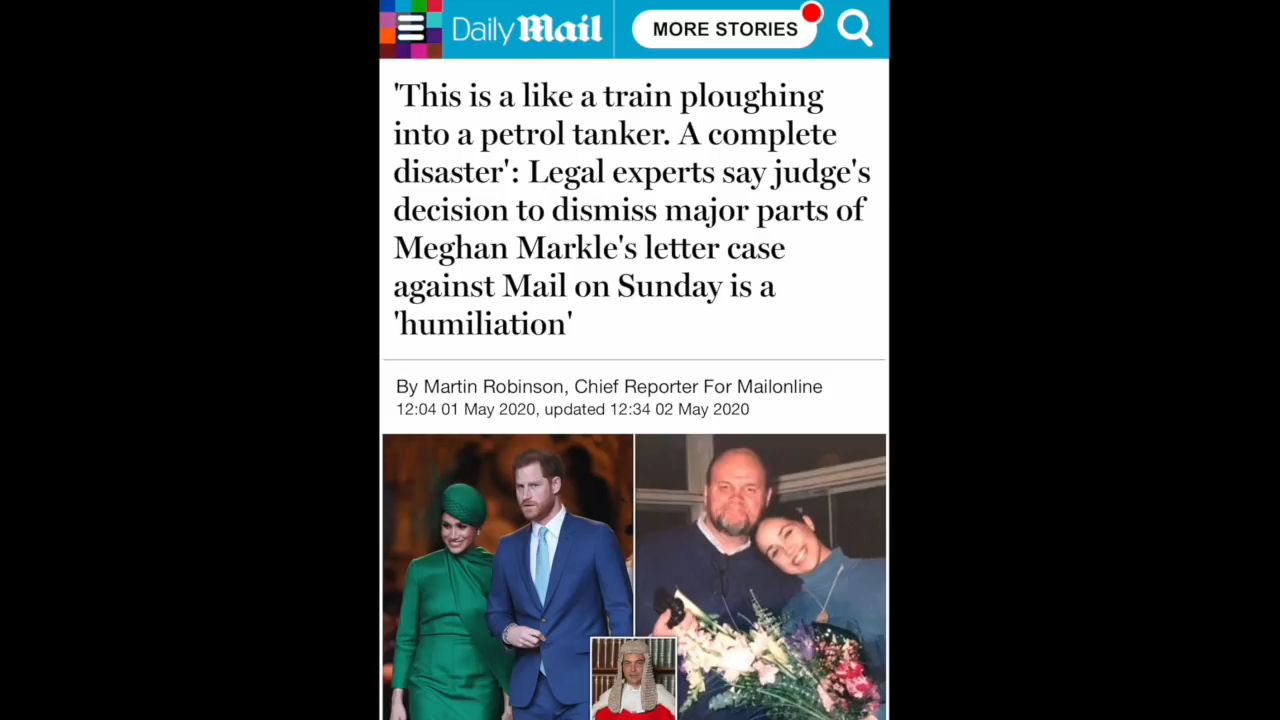 Daily Mail
MORE STORIES
'This is a like a train ploughing
into a petrol tanker. A complete
disaster': Legal experts say judge's
decision to dismiss major parts of
Meghan Markle's letter case
against Mail on Sunday is a
'humiliation'
By Martin Robinson, Chief Reporter For Mailonline
12:04 01 May 2020, updated 12:34 02 May 2020